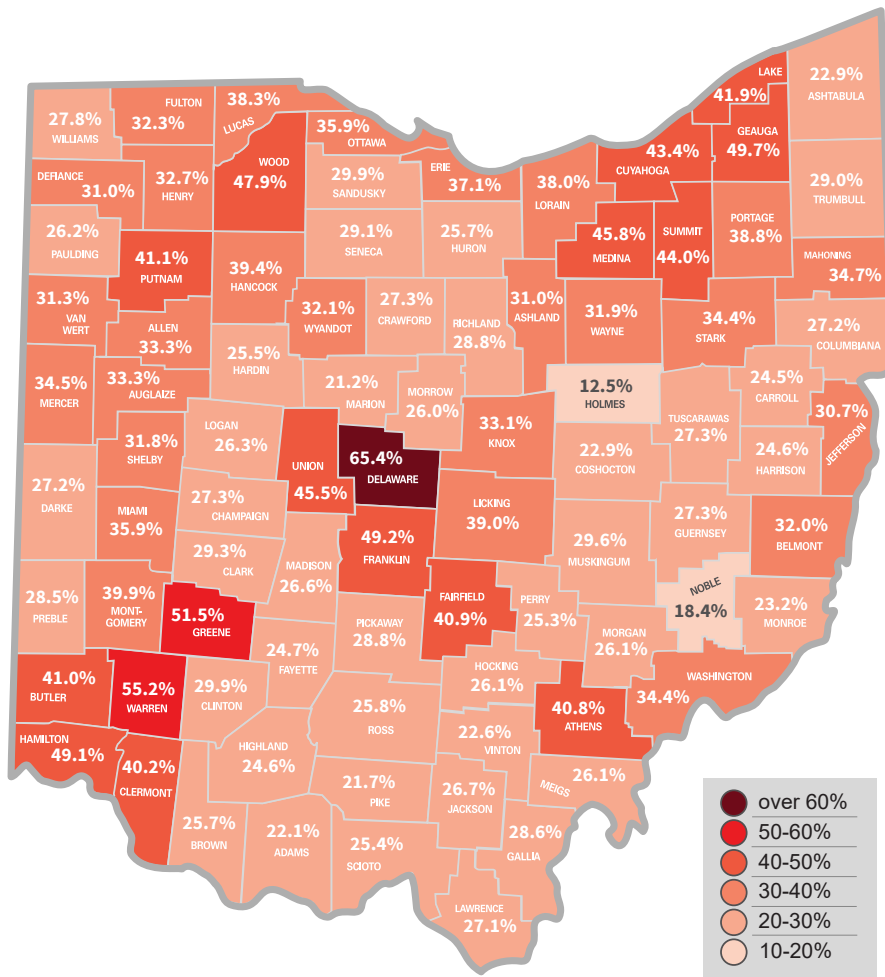 LAKE
41.9%
22.9%
ASHTABULA
FULTON
32.3%
38.3%
LUCAS
27.8%
WILLIAMS
35.9%
OTTAWA
GEAUGA
49.7%
43.4%
CUYAHOGA
WOOD
47.9%
DEFIANCE
31.0%
32.7%
HENRY
29.9%
SANDUSKY
ERIE
37.1%
38.0%
LORAIN
29.0%
TRUMBULL
PORTAGE
38.8%
SUMMIT
44.0%
45.8%
MEDINA
26.2%
PAULDING
41.1%
PUTNAM
29.1%
SENECA
25.7%
HURON
39.4%
HANCOCK
MAHONING
34.7%
31.3%
VAN
WERT
ALLEN
33.3%
32.1%
WYANDOT
27.3%
CRAWFORD
RICHLAND
28.8%
31.0%
ASHLAND
31.9%
WAYNE
34.4%
STARK
27.2%
COLUMBIANA
25.5%
HARDIN
34.5%
MERCER
33.3%
AUGLAIZE
21.2%
MARION
MORROW
26.0%
12.5%
HOLMES
24.5%
CARROLL
TUSCARAWAS
27.3%
30.7%
JEFFERSON
LOGAN
26.3%
31.8%
SHELBY
UNION
45.5%
65.4%
DELAWARE
33.1%
KNOX
22.9%
COSHOCTON
24.6%
HARRISON
27.2%
DARKE
MIAMI
35.9%
27.3%
CHAMPAIGN
LICKING
39.0%
27.3%
GUERNSEY
32.0%
BELMONT
29.3%
CLARK
MADISON
26.6%
49.2%
FRANKLIN
29.6%
MUSKINGUM
28.5%
PREBLE
39.9%
MONT-
GOMERY
51.5%
GREENE
FAIRFIELD
40.9%
PERRY
25.3%
NOBLE
18.4%
23.2%
MONROE
PICKAWAY
28.8%
24.7%
FAYETTE
MORGAN
26.1%
HOCKING
26.1%
WASHINGTON
34.4%
41.0%
BUTLER
55.2%
WARREN
29.9%
CLINTON
25.8%
ROSS
40.8%
ATHENS
HAMILTON
49.1%
40.2%
CLERMONT
HIGHLAND
24.6%
22.6%
VINTON
21.7%
PIKE
26.7%
JACKSON
MEIGS
26.1%
25.7%
BROWN
22.1%
ADAMS
25.4%
SCIOTO
28.6%
GALLIA
LAWRENCE
27.1%
over 60%
50-60%
40-50%
30-40%
20-30%
10-20%